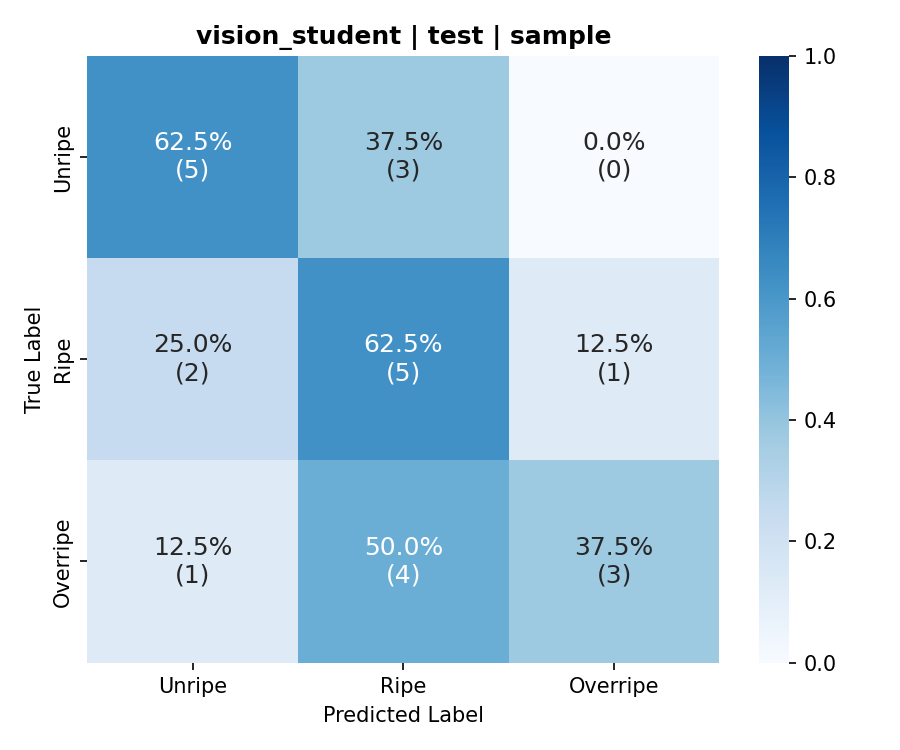 vision_student | test | sample
True Label
Unripe
62.5%
(5)
37.5%
(3)
0.0%
(0)
Ripe
25.0%
(2)
62.5%
(5)
12.5%
(1)
Overripe
12.5%
(1)
50.0%
(4)
37.5%
(3)
Unripe
Ripe
Overripe
Predicted Label
1.0
0.8
0.6
0.4
0.2
0.0